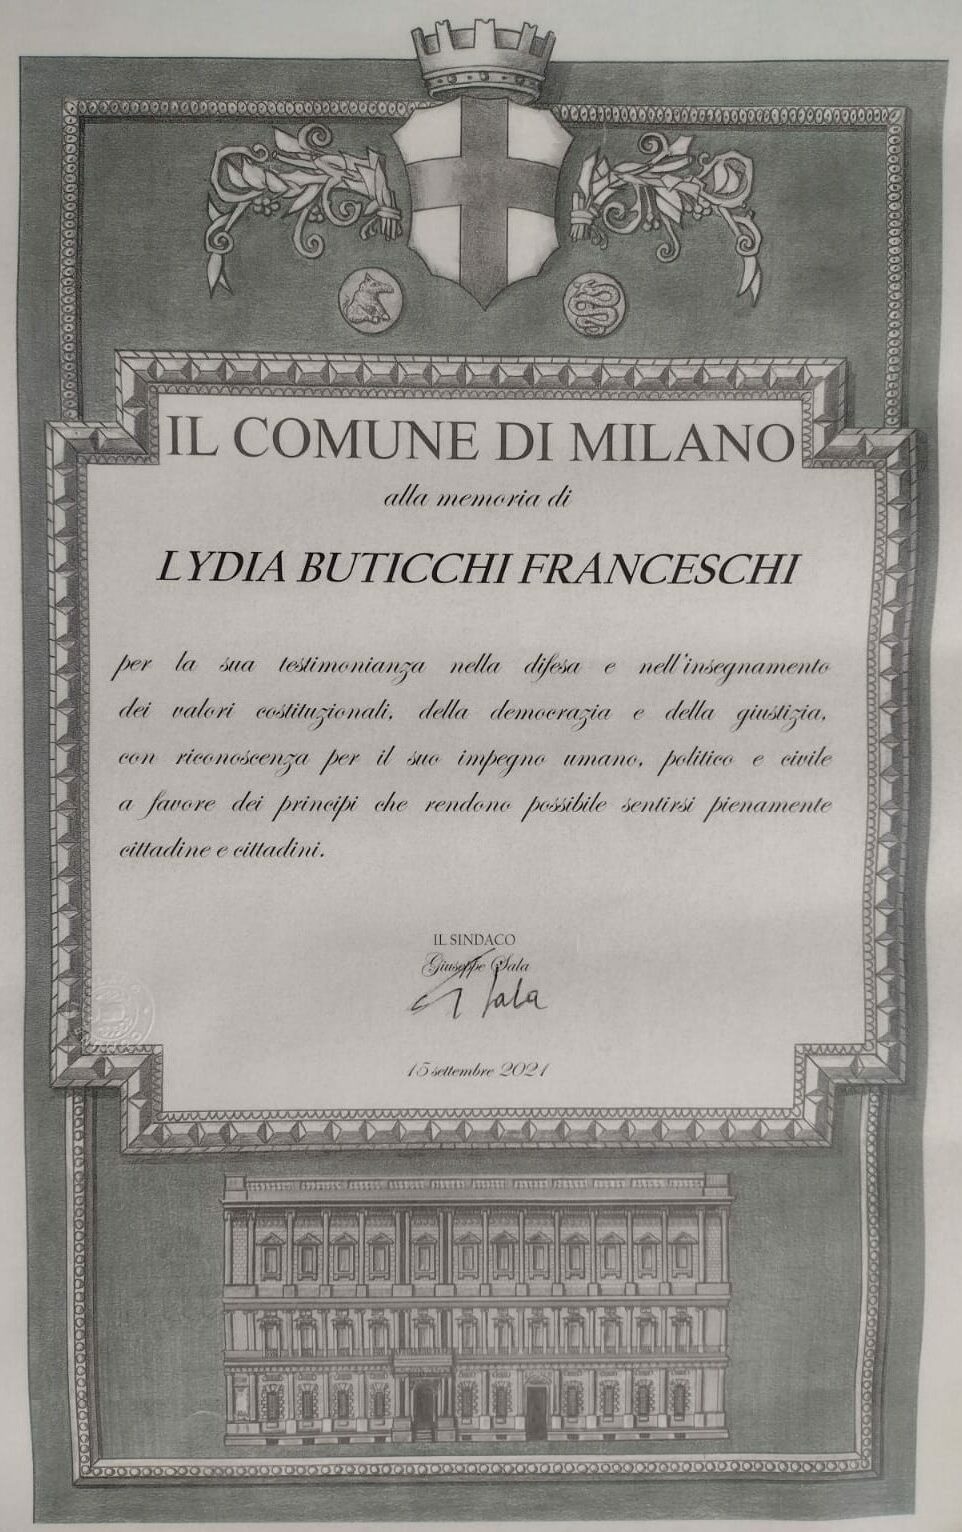 IL COMUNE DI MILANO
alla memoria di
LYDIA BUTICCHI FRANCESCHI
per la sua testimonianza nella difesa e nell'insegnamento
dei valori costituzionali, della democrazia e della giustizia,
con riconoscenza per il suo impegno umano, politico e civile
a favore dei principi che rendono possibile sentirsi pienamente
cittadine e cittadini.
IL SINDACO
Giuseppe Sala
G Sala
15 settembre 2021